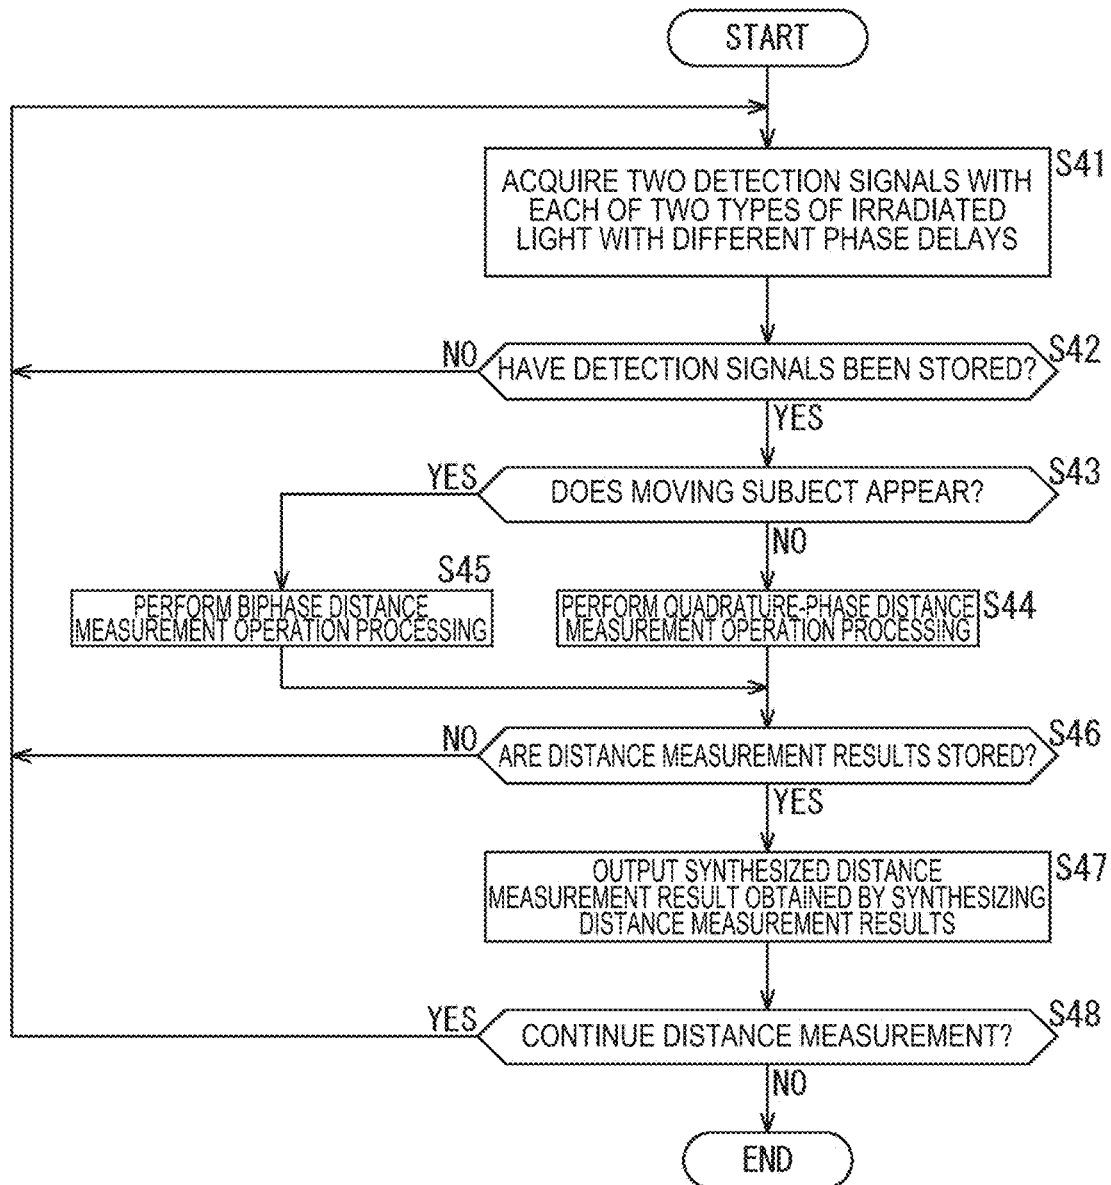 START
S41
ACQUIRE TWO DETECTION SIGNALS WITH
EACH OF TWO TYPES OF IRRADIATED
LIGHT WITH DIFFERENT PHASE DELAYS
S42
NO
HAVE DETECTION SIGNALS BEEN STORED?
YES
S43
YES
DOES MOVING SUBJECT APPEAR?
NO
S45
PERFORM BIPHASE DISTANCE
MEASUREMENT OPERATION PROCESSING
S44
PERFORM QUADRATURE-PHASE DISTANCE
MEASUREMENT OPERATION PROCESSING
S46
NO
ARE DISTANCE MEASUREMENT RESULTS STORED?
YES
S47
OUTPUT SYNTHESIZED DISTANCE
MEASUREMENT RESULT OBTAINED BY SYNTHESIZING
DISTANCE MEASUREMENT RESULTS
S48
YES
CONTINUE DISTANCE MEASUREMENT?
NO
END